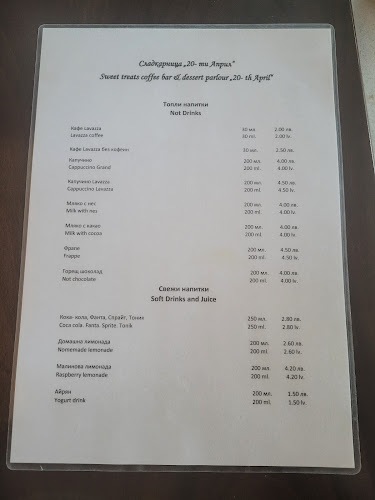 Сладкарница „20- ти Април"
Sweet treats coffee bar & dessert parlour „20- th April"
Топли напитки
Not Drinks
Кафе Lavazza 30 мл. 2.00 лв.
Lavazza coffee 30 ml. 2.00 lv.
Кафе Lavazza без кофеин 30 мл. 2.50 лв.
Капучино 200 мл. 4.00 лв.
Cappuccino Grand 200 ml. 4.00 lv.
Капучино Lavazza 200 мл. 4.50 лв.
Cappuccino Lavazza 200 ml. 4.50 lv.
Мляко с нес 200 мл. 4.00 лв.
Milk with nes 200 ml. 4.00 lv.
Мляко с какао 200 мл. 4.00 лв.
Milk with cocoa 200 ml. 4.00 lv.
Фрапе 200 мл. 4.50 лв.
Frappe 200 ml. 4.50 lv.
Горещ шоколад 200 мл. 4.00 лв.
Not chocolate 200 ml. 4.00 lv.
Свежи напитки
Soft Drinks and Juice
Кока- кола, Фанта, Спрайт, Тоник 250 мл. 2.80 лв.
Coca cola. Fanta. Sprite. Tonik 250 ml. 2.80 lv.
Домашна лимонада 200 мл. 2.60 лв.
Nomemade lemonade 200 ml. 2.60 lv.
Малинова лимонада 200 мл. 4.20 лв.
Raspberry lemonade 200 ml. 4.20 lv.
Айрян 200 мл. 1.50 лв.
Yogurt drink 200 ml. 1.50 lv.